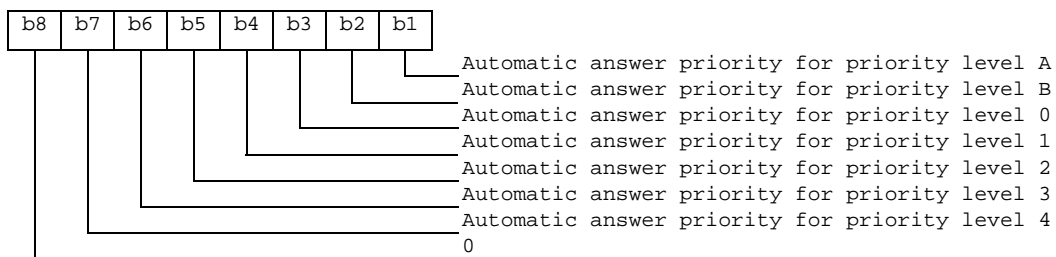 b8 b7 b6 b5 b4 b3 b2 b1
Automatic answer priority for priority level A
Automatic answer priority for priority level B
Automatic answer priority for priority level 0
Automatic answer priority for priority level 1
Automatic answer priority for priority level 2
Automatic answer priority for priority level 3
Automatic answer priority for priority level 4
0